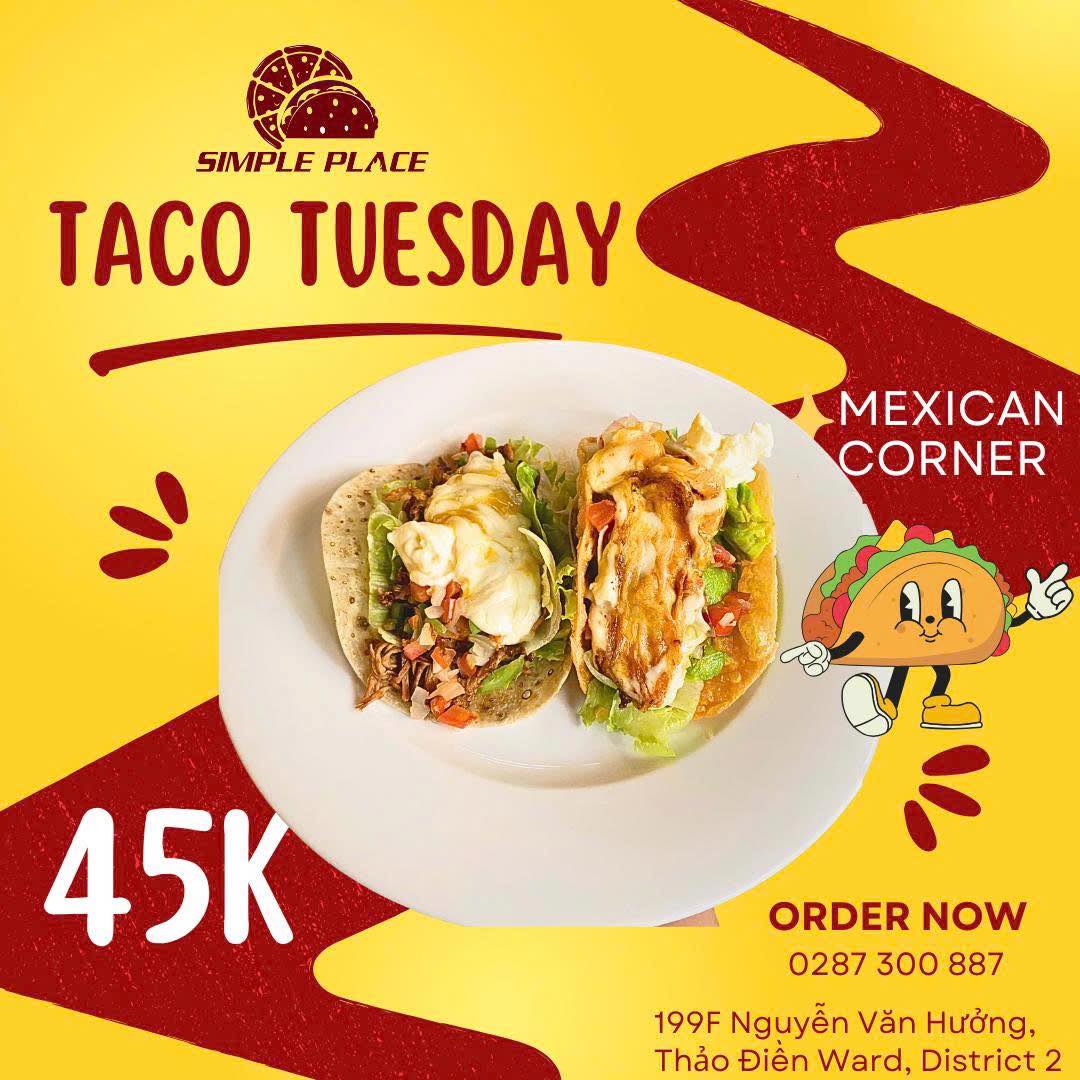 SIMPLE PLACE
TACO TUESDAY
MEXICAN
CORNER
45K
ORDER NOW
0287 300 887
199F Nguyễn Văn Hưởng,
Thảo Điền Ward, District 2